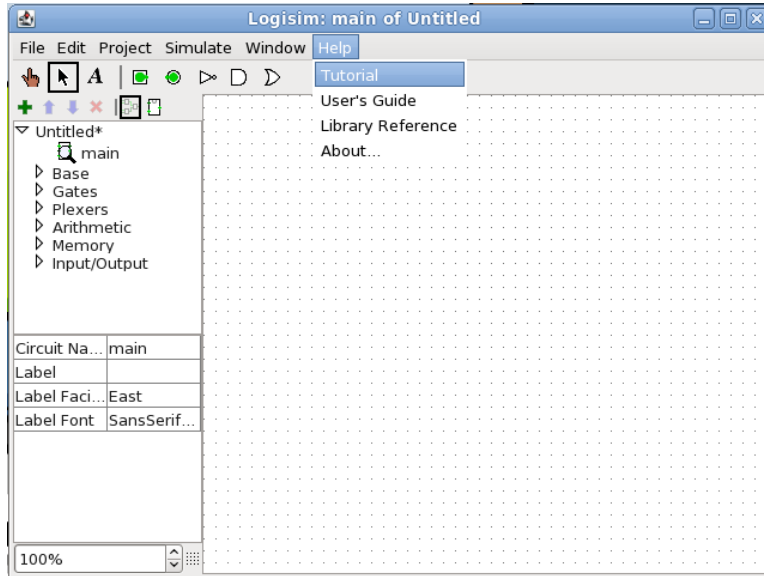 Logisim: main of Untitled
File Edit Project Simulate Window Help
A
Tutorial
User's Guide
Library Reference
About...
Untitled*
main
Base
Gates
Plexers
Arithmetic
Memory
Input/Output
Circuit Na... main
Label
Label Faci... East
Label Font SansSerif...
100%